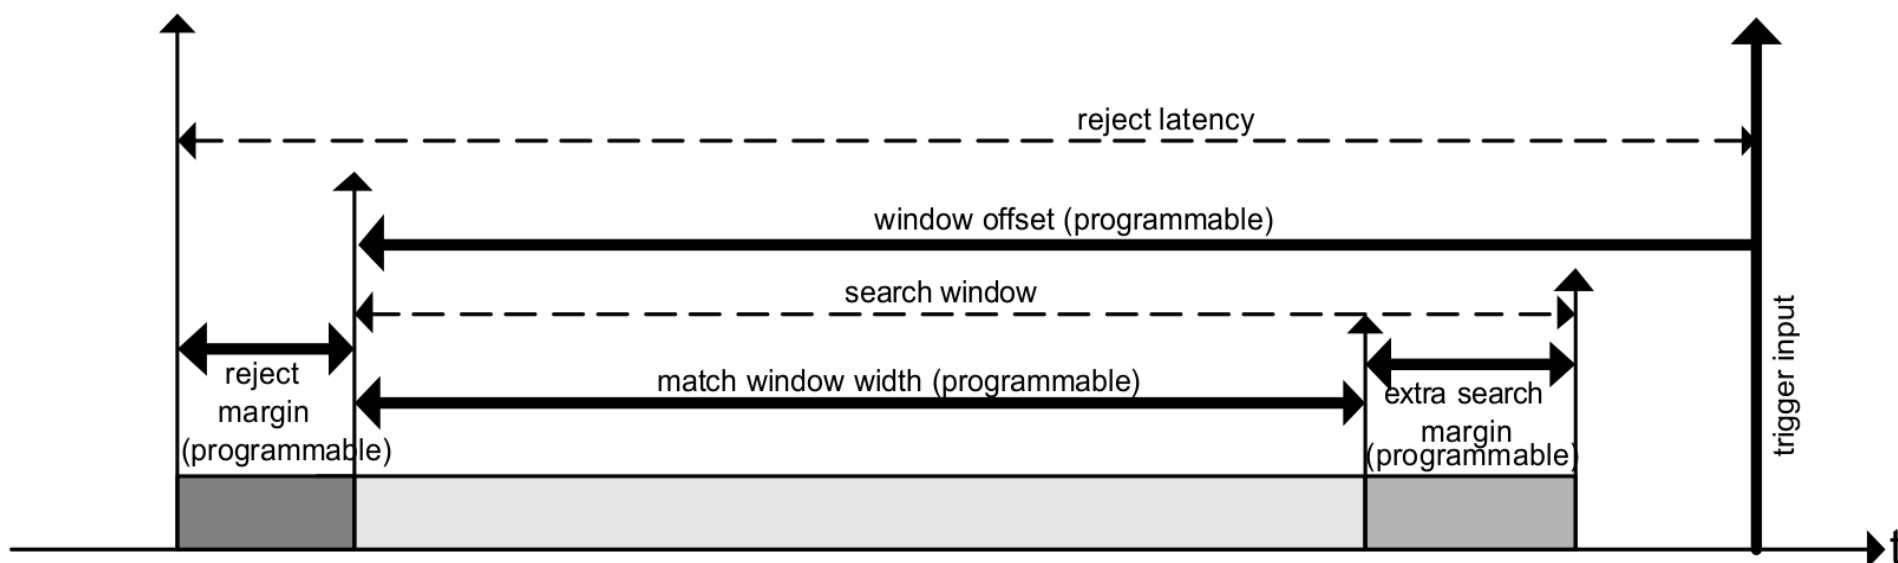 reject latency
window offset (programmable)
search window
reject
margin
(programmable)
match window width (programmable)
extra search
margin
(programmable)
trigger input
t